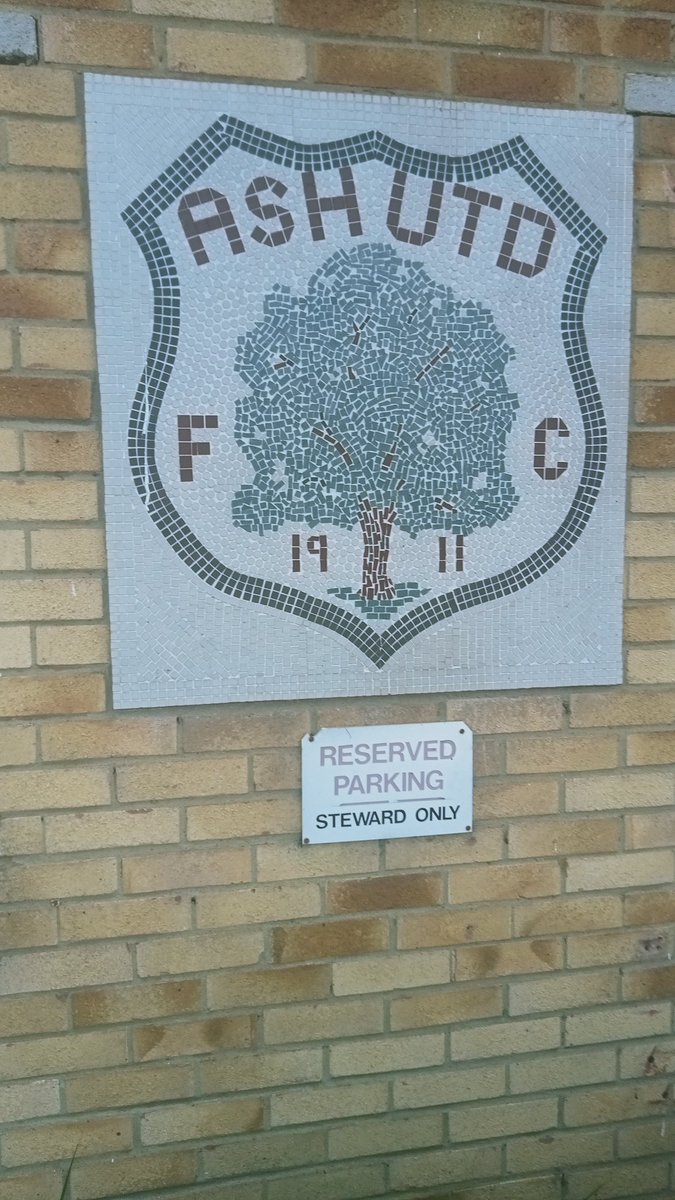 ASH UTD
F C
19 11
RESERVED
PARKING
STEWARD ONLY